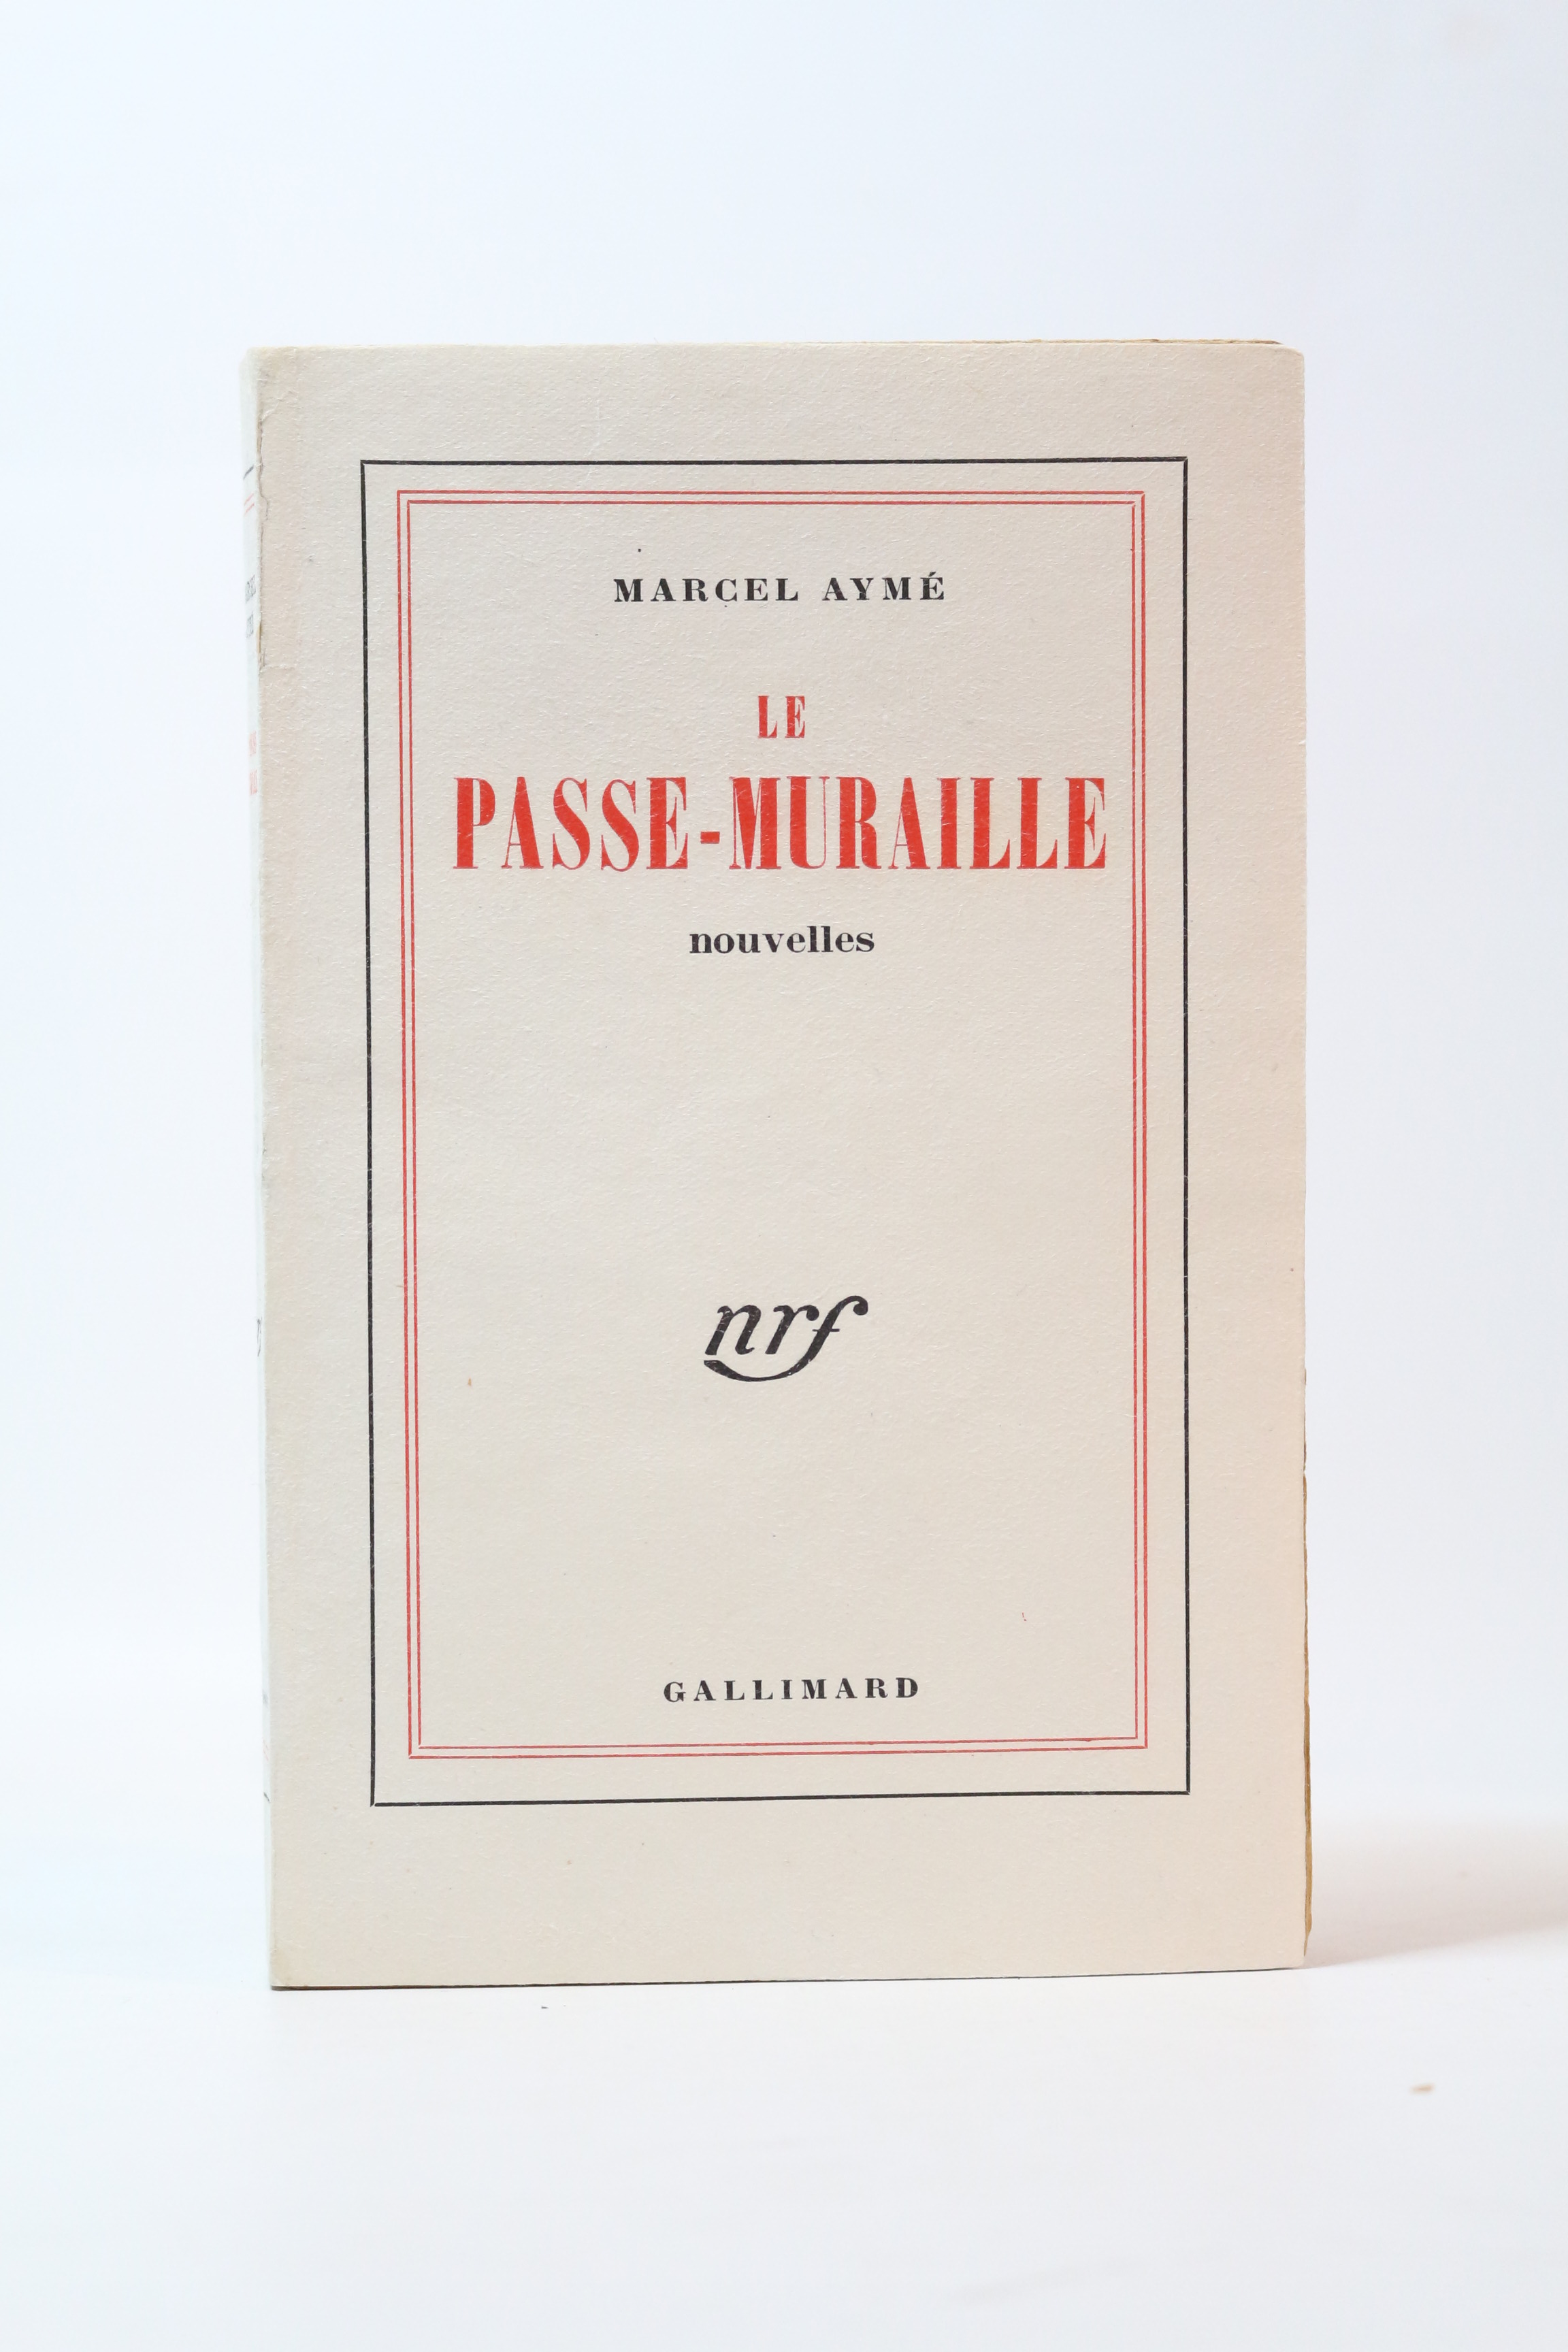 MARCEL AYMÉ
LE
PASSE-MURAILLE
nouvelles
nrf
GALLIMARD